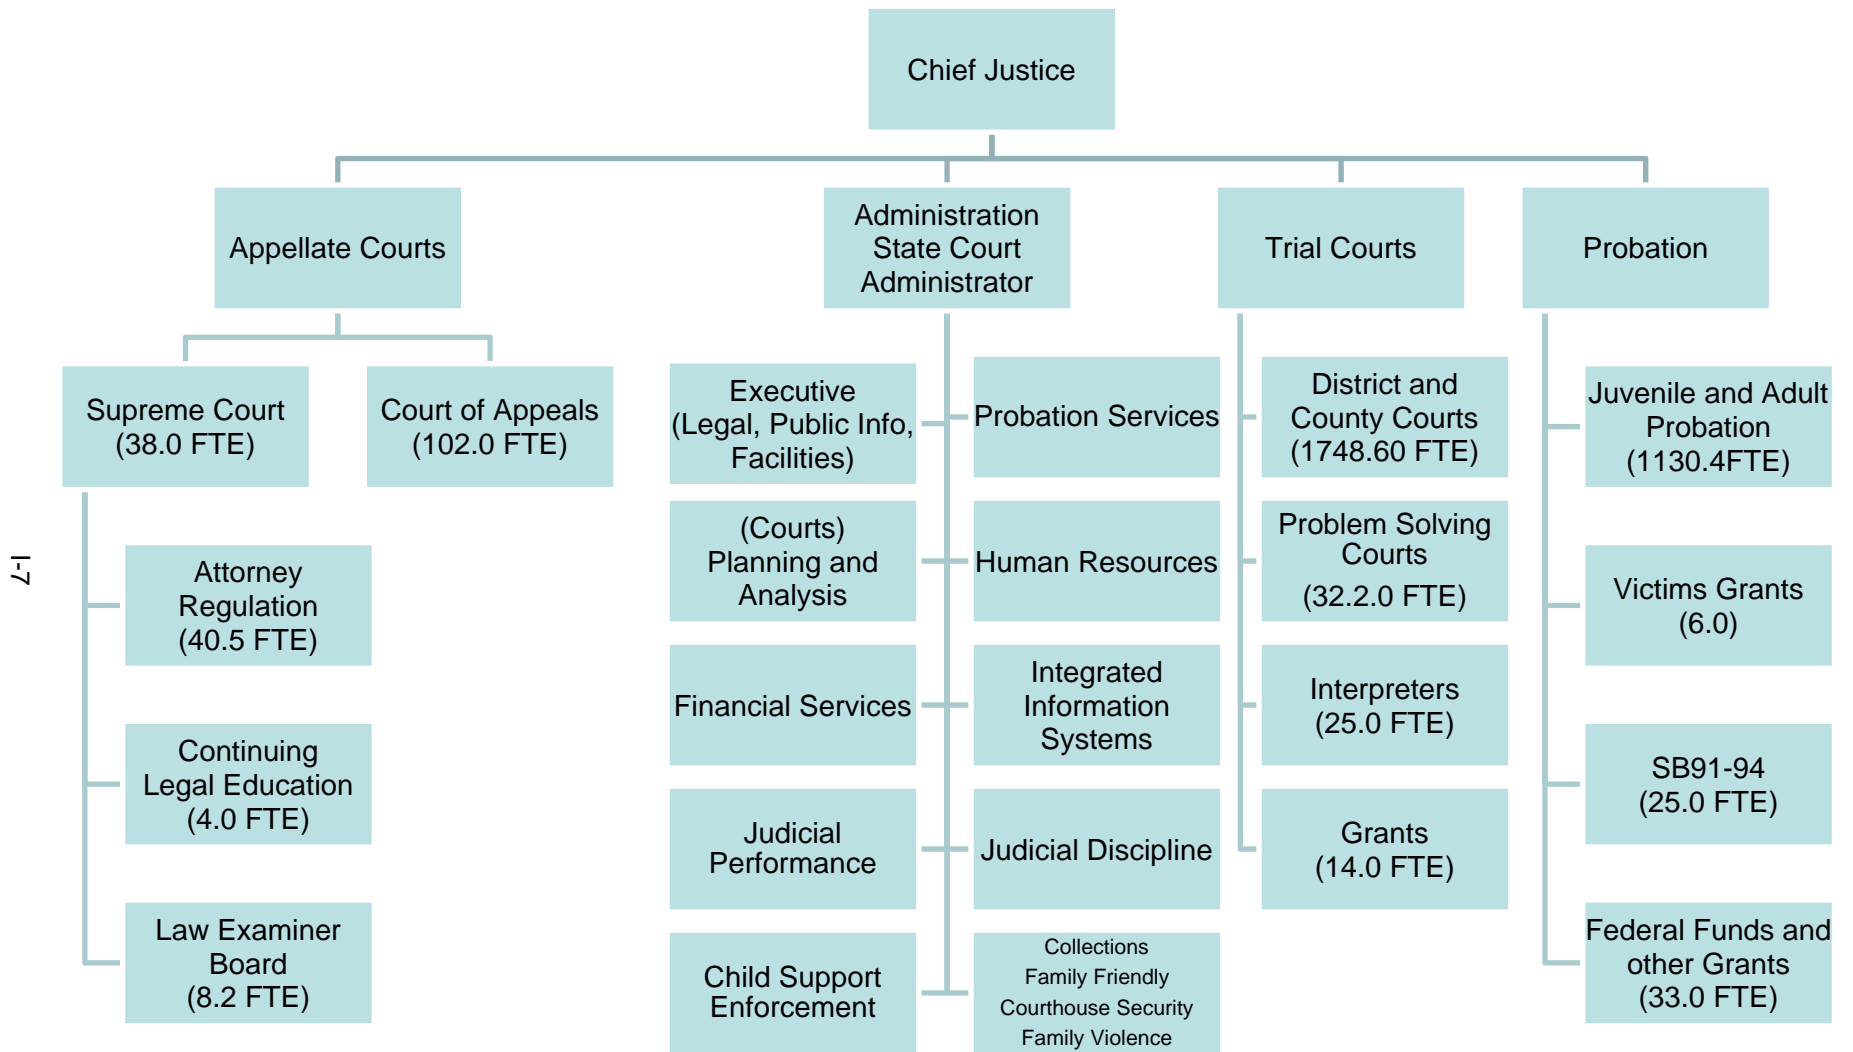 Chief Justice
Appellate Courts
Administration
State Court
Administrator
Trial Courts
Probation
Supreme Court
(38.0 FTE)
Court of Appeals
(102.0 FTE)
Attorney
Regulation
(40.5 FTE)
Continuing
Legal Education
(4.0 FTE)
Law Examiner
Board
(8.2 FTE)
Executive
(Legal, Public Info,
Facilities)
Probation Services
(Courts)
Planning and
Analysis
Human Resources
Financial Services
Integrated
Information
Systems
Judicial
Performance
Judicial Discipline
Child Support
Enforcement
Collections
Family Friendly
Courthouse Security
Family Violence
District and
County Courts
(1748.60 FTE)
Problem Solving
Courts
(32.2.0 FTE)
Interpreters
(25.0 FTE)
Grants
(14.0 FTE)
Juvenile and Adult
Probation
(1130.4FTE)
Victims Grants
(6.0)
SB91-94
(25.0 FTE)
Federal Funds and
other Grants
(33.0 FTE)
I-7